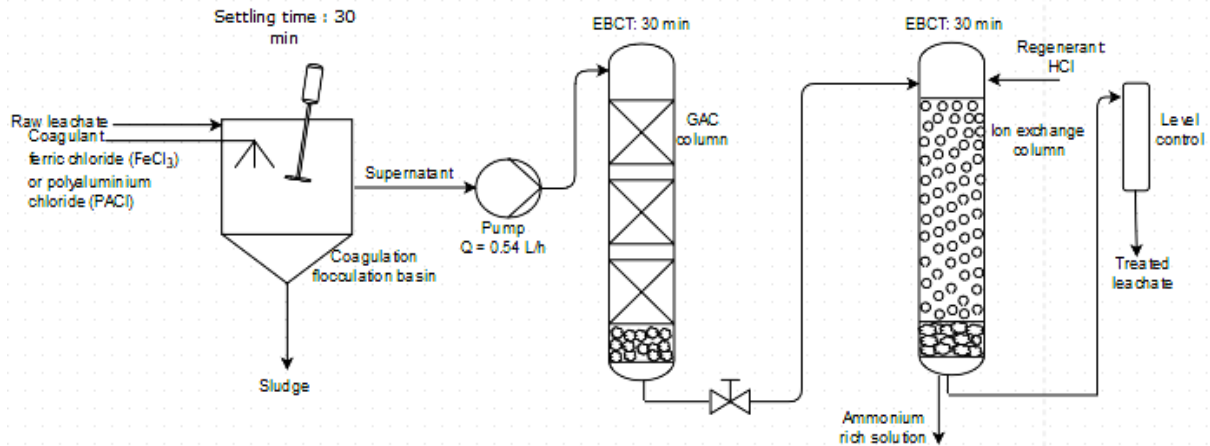 Settling time : 30
min
EBCT: 30 min
EBCT: 30 min
Regenerant
HCl
Raw leachate
Coagulant
ferric chloride (FeCl3)
or polyaluminium
chloride (PACl)
Supernatant
Pump
Q = 0.54 L/h
GAC
column
Ion exchange
column
Level
control
Coagulation
flocculation basin
Treated
leachate
Sludge
Ammonium
rich solution